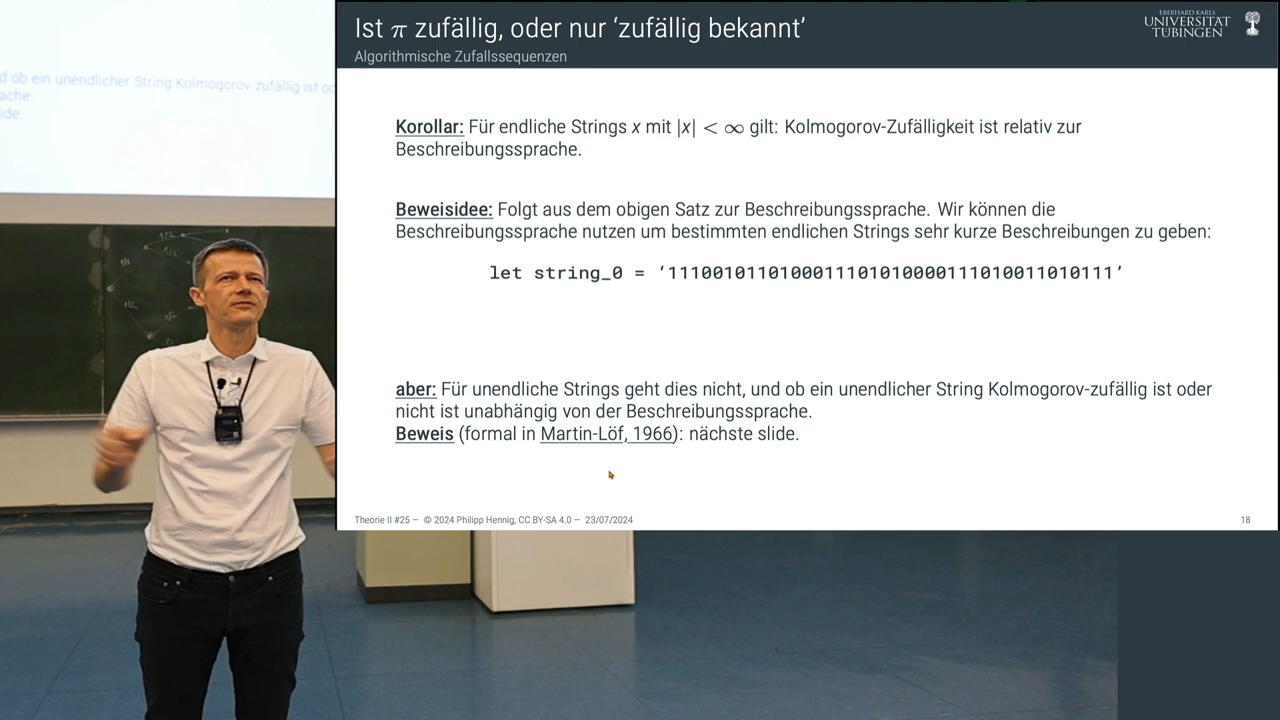 d ob ein unendlicher String Kolmogorov-zufällig ist od
ache.
ide.
Ist π zufällig, oder nur ‘zufällig bekannt’
Algorithmische Zufallssequenzen
EBERHARD KARLS
UNIVERSITÄT
TÜBINGEN
Korollar: Für endliche Strings x mit |x| < ∞ gilt: Kolmogorov-Zufälligkeit ist relativ zur
Beschreibungssprache.
Beweisidee: Folgt aus dem obigen Satz zur Beschreibungssprache. Wir können die
Beschreibungssprache nutzen um bestimmten endlichen Strings sehr kurze Beschreibungen zu geben:
let string_0 = ‘1110010110100011101010000111010011010111’
aber: Für unendliche Strings geht dies nicht, und ob ein unendlicher String Kolmogorov-zufällig ist oder
nicht ist unabhängig von der Beschreibungssprache.
Beweis (formal in Martin-Löf, 1966): nächste slide.
Theorie II #25 — © 2024 Philipp Hennig, CC BY-SA 4.0 — 23/07/2024
18